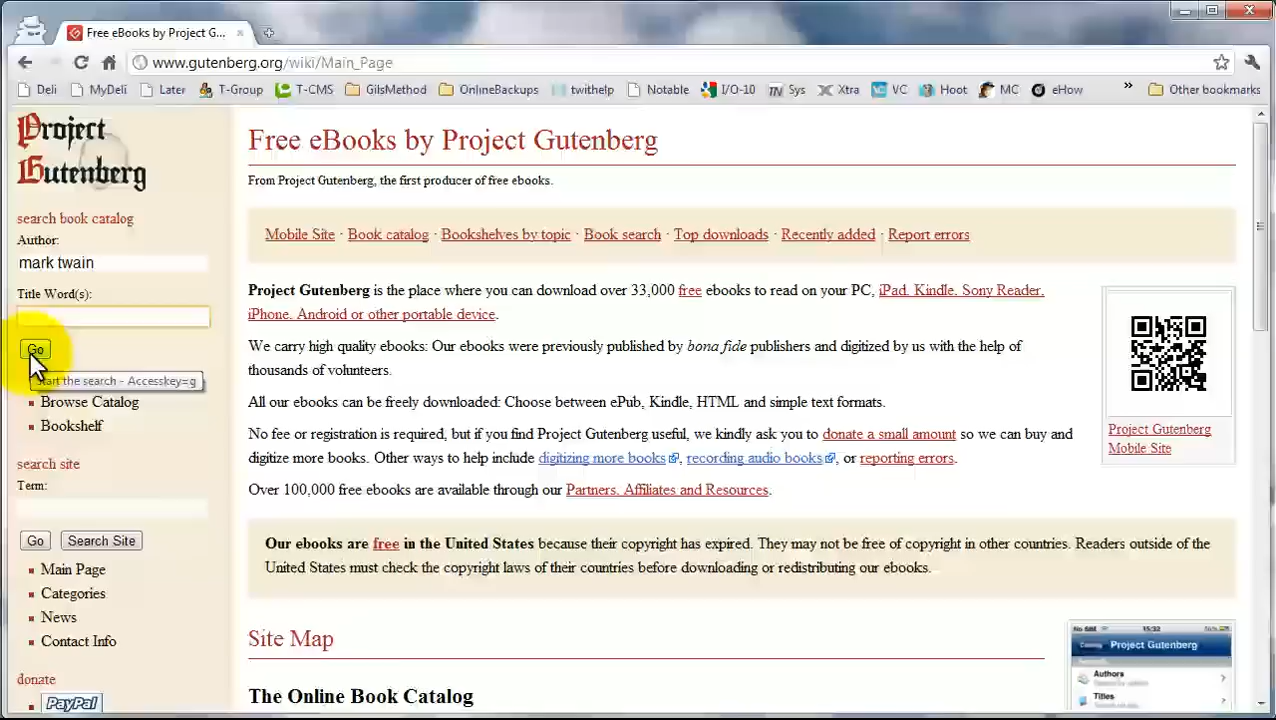 Free eBooks by Project G...
www.gutenberg.org/wiki/Main_Page
Deli MyDeli Later T-Group T-CMS GilsMethod OnlineBackups twithelp Notable I/O-10 Sys Xtra VC Hoot MC eHow » Other bookmarks
Project
Gutenberg
search book catalog
Author:
mark twain
Title Word(s):
Go
Start the search - Accesskey=g
Browse Catalog
Bookshelf
search site
Term:
Go Search Site
Main Page
Categories
News
Contact Info
donate
PayPal
Free eBooks by Project Gutenberg
From Project Gutenberg, the first producer of free ebooks.
Mobile Site · Book catalog · Bookshelves by topic · Book search · Top downloads · Recently added · Report errors
Project Gutenberg is the place where you can download over 33,000 free ebooks to read on your PC, iPad, Kindle, Sony Reader,
iPhone, Android or other portable device.
We carry high quality ebooks: Our ebooks were previously published by bona fide publishers and digitized by us with the help of
thousands of volunteers.
All our ebooks can be freely downloaded: Choose between ePub, Kindle, HTML and simple text formats.
No fee or registration is required, but if you find Project Gutenberg useful, we kindly ask you to donate a small amount so we can buy and
digitize more books. Other ways to help include digitizing more books, recording audio books, or reporting errors.
Over 100,000 free ebooks are available through our Partners, Affiliates and Resources.
Project Gutenberg
Mobile Site
Our ebooks are free in the United States because their copyright has expired. They may not be free of copyright in other countries. Readers outside of the
United States must check the copyright laws of their countries before downloading or redistributing our ebooks.
Site Map
The Online Book Catalog
No SIM 15:32
Project Gutenberg
Authors
Titles